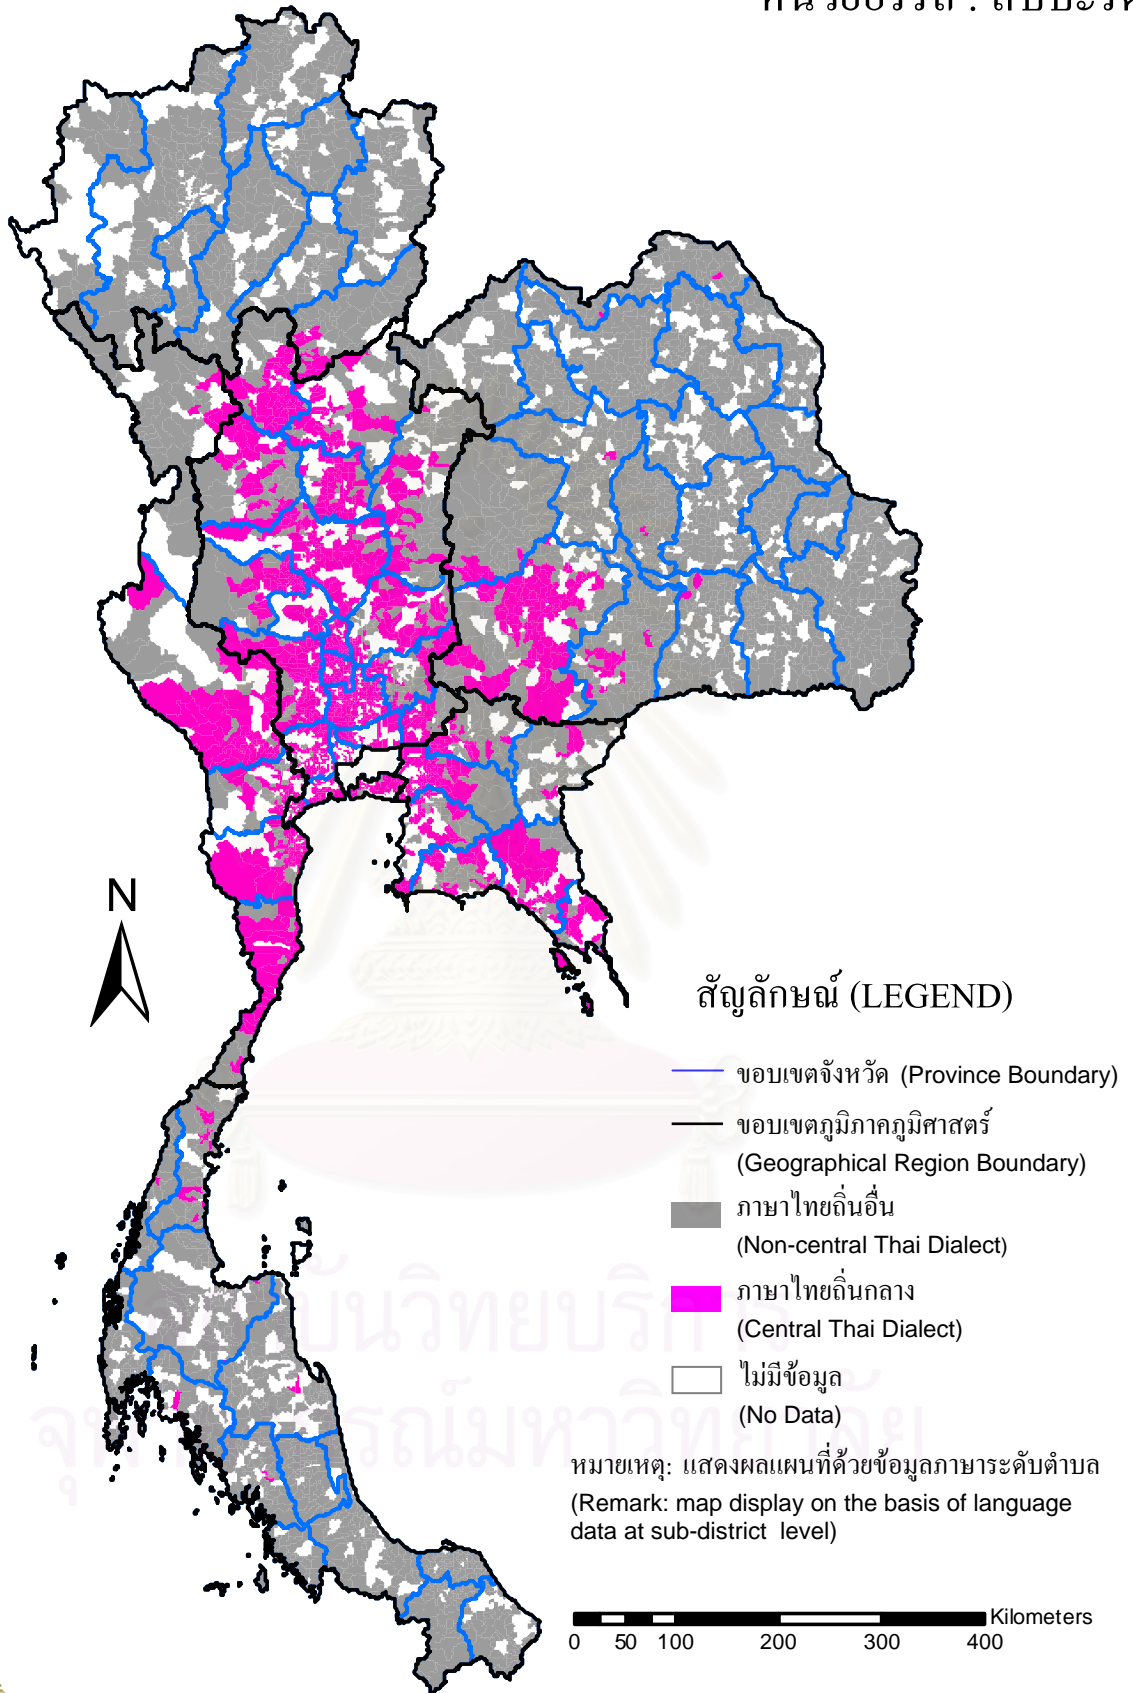 N
สัญลักษณ์ (LEGEND)
ขอบเขตจังหวัด (Province Boundary)
ขอบเขตภูมิภาคภูมิศาสตร์
(Geographical Region Boundary)
ภาษาไทยถิ่นอื่น
(Non-central Thai Dialect)
ภาษาไทยถิ่นกลาง
(Central Thai Dialect)
ไม่มีข้อมูล
(No Data)
หมายเหตุ: แสดงผลแผนที่ด้วยข้อมูลภาษาระดับตำบล
(Remark: map display on the basis of language
data at sub-district level)
Kilometers
0 50 100 200 300 400